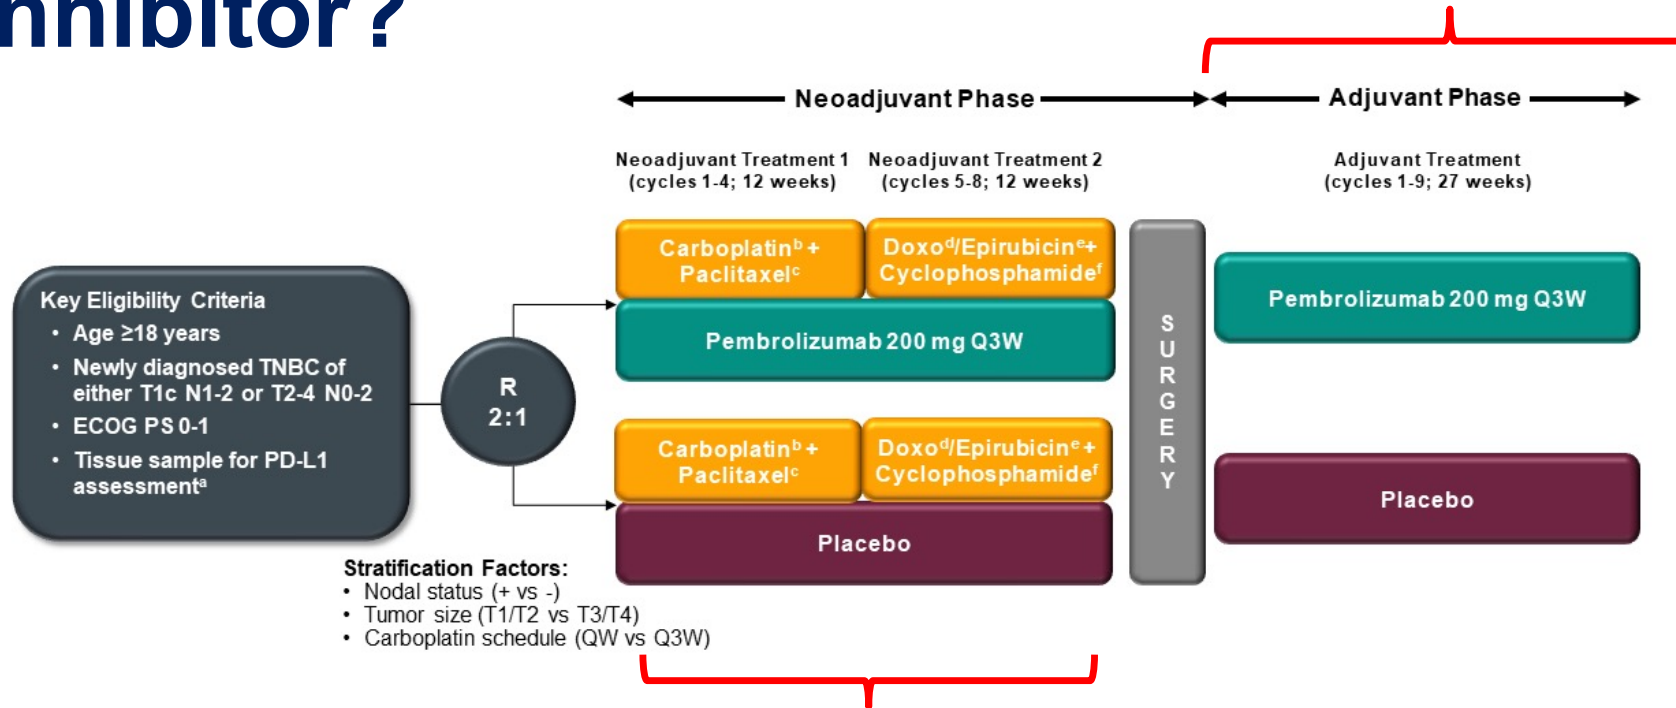 nhibitor?
Neoadjuvant Phase
Adjuvant Phase
Neoadjuvant Treatment 1
(cycles 1-4; 12 weeks)
Neoadjuvant Treatment 2
(cycles 5-8; 12 weeks)
Adjuvant Treatment
(cycles 1-9; 27 weeks)
Key Eligibility Criteria
• Age ≥18 years
• Newly diagnosed TNBC of
either T1c N1-2 or T2-4 N0-2
• ECOG PS 0-1
• Tissue sample for PD-L1
assessmentᵃ
R
2:1
Carboplatinᵇ +
Paclitaxelᶜ
Doxoᵈ/Epirubicinᵉ+
Cyclophosphamideᶠ
Pembrolizumab 200 mg Q3W
Carboplatinᵇ +
Paclitaxelᶜ
Doxoᵈ/Epirubicinᵉ +
Cyclophosphamideᶠ
Placebo
SURGERY
Pembrolizumab 200 mg Q3W
Placebo
Stratification Factors:
• Nodal status (+ vs -)
• Tumor size (T1/T2 vs T3/T4)
• Carboplatin schedule (QW vs Q3W)